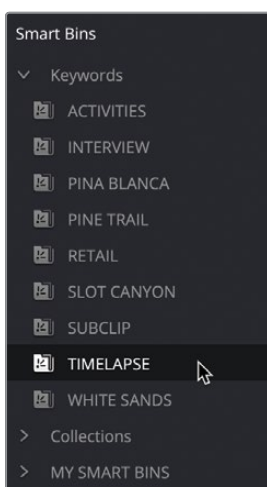 Smart Bins
Keywords
ACTIVITIES
INTERVIEW
PINA BLANCA
PINE TRAIL
RETAIL
SLOT CANYON
SUBCLIP
TIMELAPSE
WHITE SANDS
Collections
MY SMART BINS